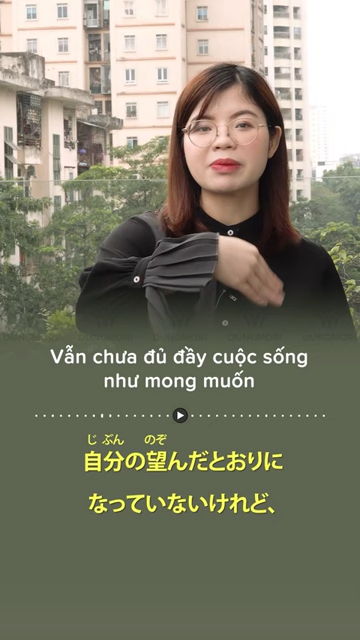 Vẫn chưa đủ đầy cuộc sống
như mong muốn
じ ぶん のぞ
自分の望んだとおりに
なっていないけれど、